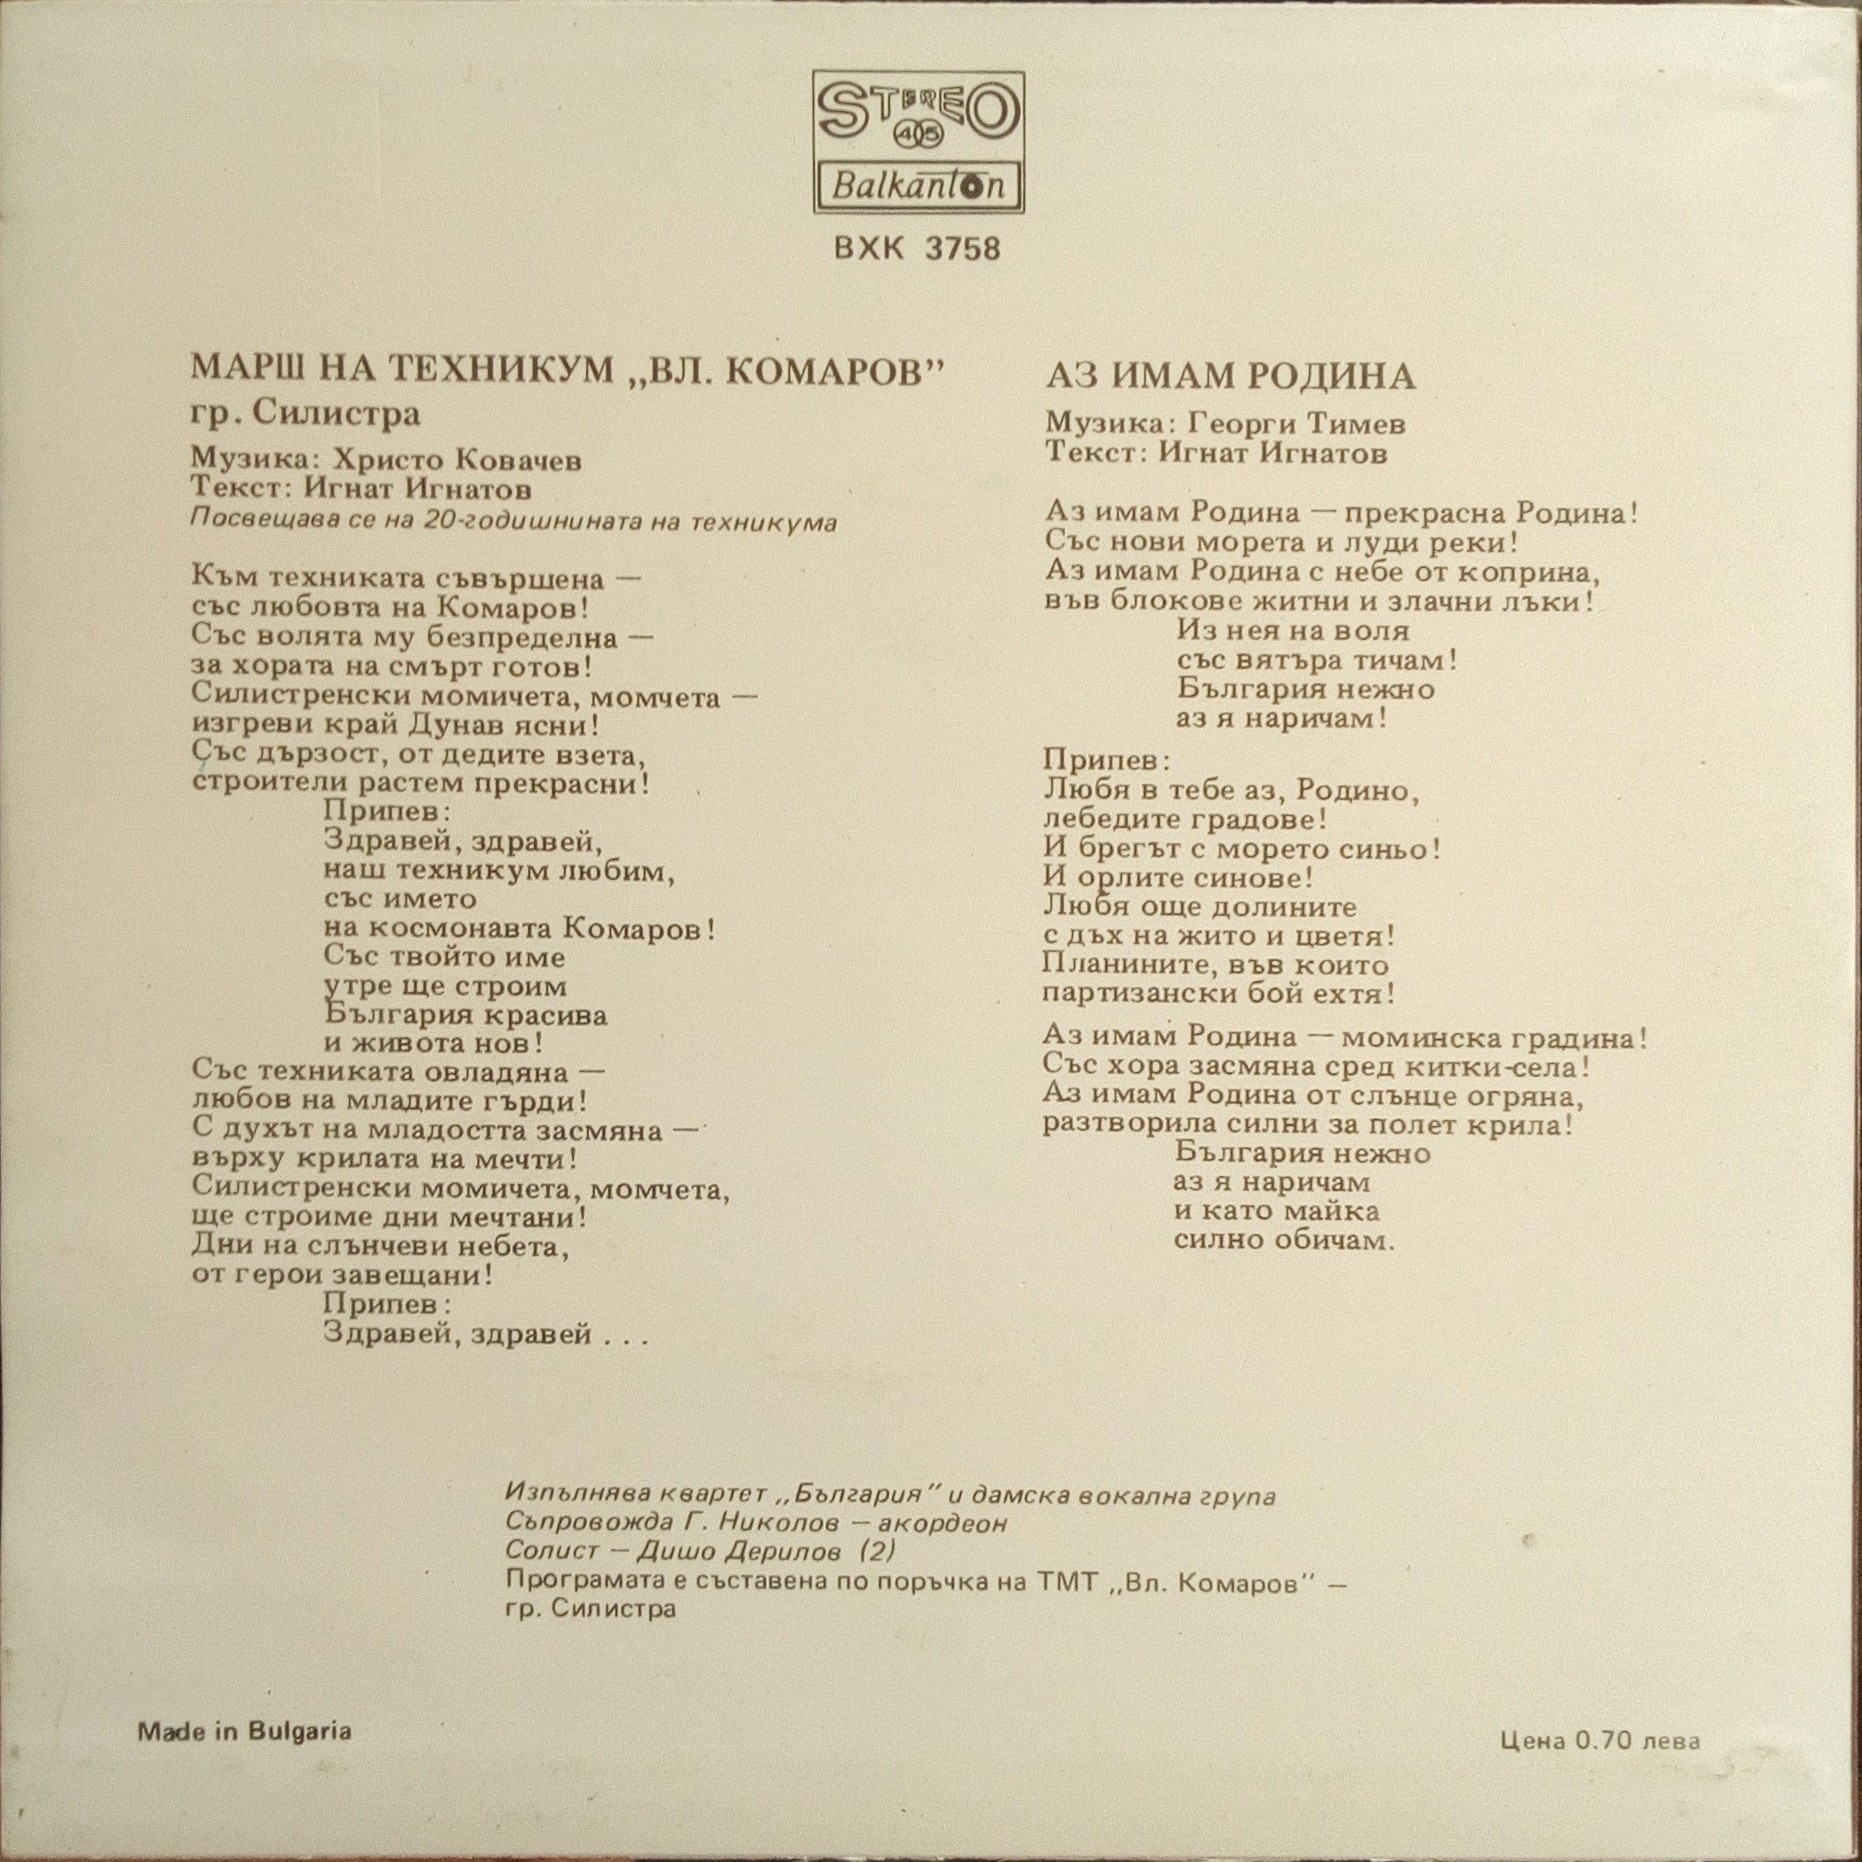 STEREO
45
Balkanton
ВХК 3758
МАРШ НА ТЕХНИКУМ „ВЛ. КОМАРОВ”
гр. Силистра
Музика: Христо Ковачев
Текст: Игнат Игнатов
Посвещава се на 20-годишнината на техникума
Към техниката съвършена —
със любовта на Комаров!
Със волята му безпределна —
за хората на смърт готов!
Силистренски момичета, момчета —
изгреви край Дунав ясни!
Със дързост, от дедите взета,
строители растем прекрасни!
Припев:
Здравей, здравей,
наш техникум любим,
със името
на космонавта Комаров!
Със твойто име
утре ще строим
България красива
и живота нов!
Със техниката овладяна —
любов на младите гърди!
С духът на младостта засмяна —
върху крилата на мечти!
Силистренски момичета, момчета,
ще строиме дни мечтани!
Дни на слънчеви небета,
от герои завещани!
Припев:
Здравей, здравей . . .
АЗ ИМАМ РОДИНА
Музика: Георги Тимев
Текст: Игнат Игнатов
Аз имам Родина — прекрасна Родина!
Със нови морета и луди реки!
Аз имам Родина с небе от коприна,
във блокове житни и злачни лъки!
Из нея на воля
със вятъра тичам!
България нежно
аз я наричам!
Припев:
Любя в тебе аз, Родино,
лебедите градове!
И брегът с морето синьо!
И орлите синове!
Любя още долините
с дъх на жито и цветя!
Планините, във които
партизански бой ехтя!
Аз имам Родина — моминска градина!
Със хора засмяна сред китки-села!
Аз имам Родина от слънце огряна,
разтворила силни за полет крила!
България нежно
аз я наричам
и като майка
силно обичам.
Изпълнява квартет „България” и дамска вокална група
Съпровожда Г. Николов — акордеон
Солист — Дишо Дерилов (2)
Програмата е съставена по поръчка на ТМТ „Вл. Комаров” —
гр. Силистра
Made in Bulgaria
Цена 0.70 лева